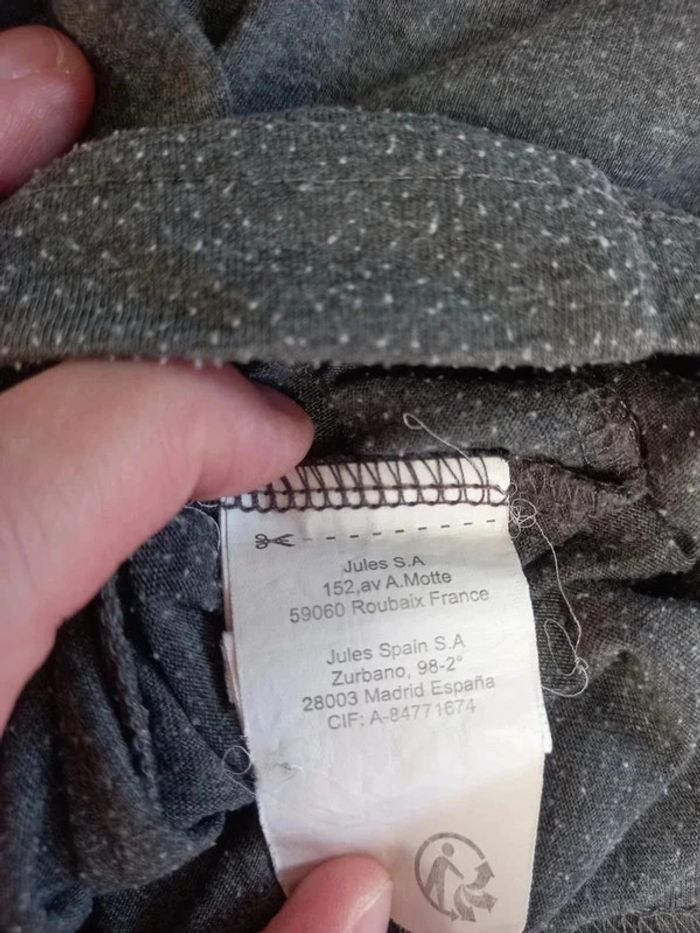 Jules S.A
152,av A.Motte
59060 Roubaix France
Jules Spain S.A
Zurbano, 98-2°
28003 Madrid España
CIF: A-84771674